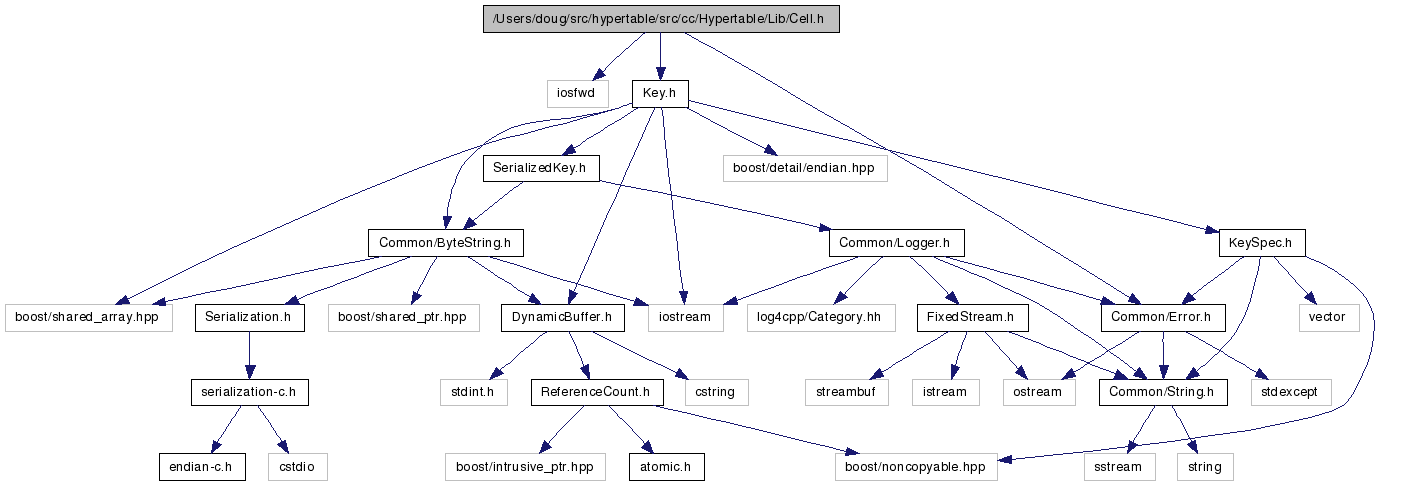 /Users/doug/src/hypertable/src/cc/Hypertable/Lib/Cell.h
iosfwd
Key.h
SerializedKey.h
boost/detail/endian.hpp
Common/ByteString.h
Common/Logger.h
KeySpec.h
boost/shared_array.hpp
Serialization.h
boost/shared_ptr.hpp
DynamicBuffer.h
iostream
log4cpp/Category.hh
FixedStream.h
Common/Error.h
vector
serialization-c.h
stdint.h
ReferenceCount.h
cstring
streambuf
istream
ostream
Common/String.h
stdexcept
endian-c.h
cstdio
boost/intrusive_ptr.hpp
atomic.h
boost/noncopyable.hpp
sstream
string